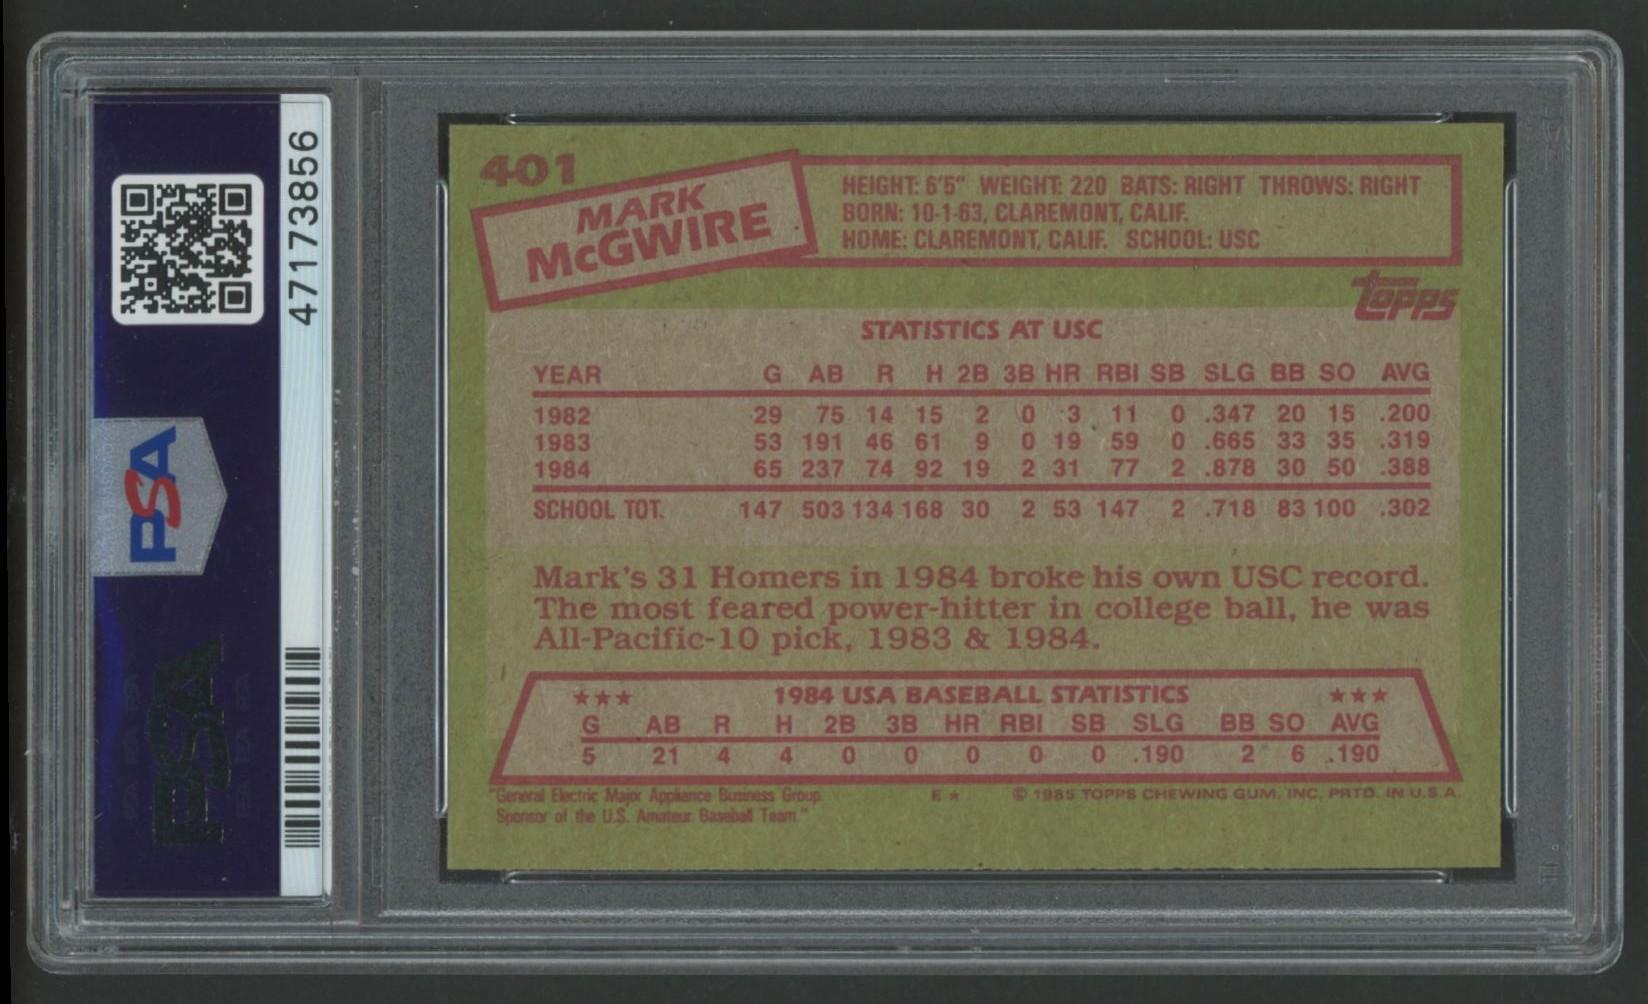 47173856
PSA
PSA
401
MARK
McGWIRE
HEIGHT: 6'5" WEIGHT: 220 BATS: RIGHT THROWS: RIGHT
BORN: 10-1-63, CLAREMONT, CALIF.
HOME: CLAREMONT, CALIF. SCHOOL: USC
topps
STATISTICS AT USC
YEAR G AB R H 2B 3B HR RBI SB SLG BB SO AVG
1982 29 75 14 15 2 0 3 11 0 .347 20 15 .200
1983 53 191 46 61 9 0 19 59 0 .665 33 35 .319
1984 65 237 74 92 19 2 31 77 2 .878 30 50 .388
SCHOOL TOT. 147 503 134 168 30 2 53 147 2 .718 83 100 .302
Mark's 31 Homers in 1984 broke his own USC record.
The most feared power-hitter in college ball, he was
All-Pacific-10 pick, 1983 & 1984.
★★★ 1984 USA BASEBALL STATISTICS ★★★
G AB R H 2B 3B HR RBI SB SLG BB SO AVG
5 21 4 4 0 0 0 0 0 .190 2 6 .190
"General Electric Major Appliance Business Group. E★ © 1985 TOPPS CHEWING GUM, INC. PRTD. IN U.S.A.
Sponsor of the U.S. Amateur Baseball Team."